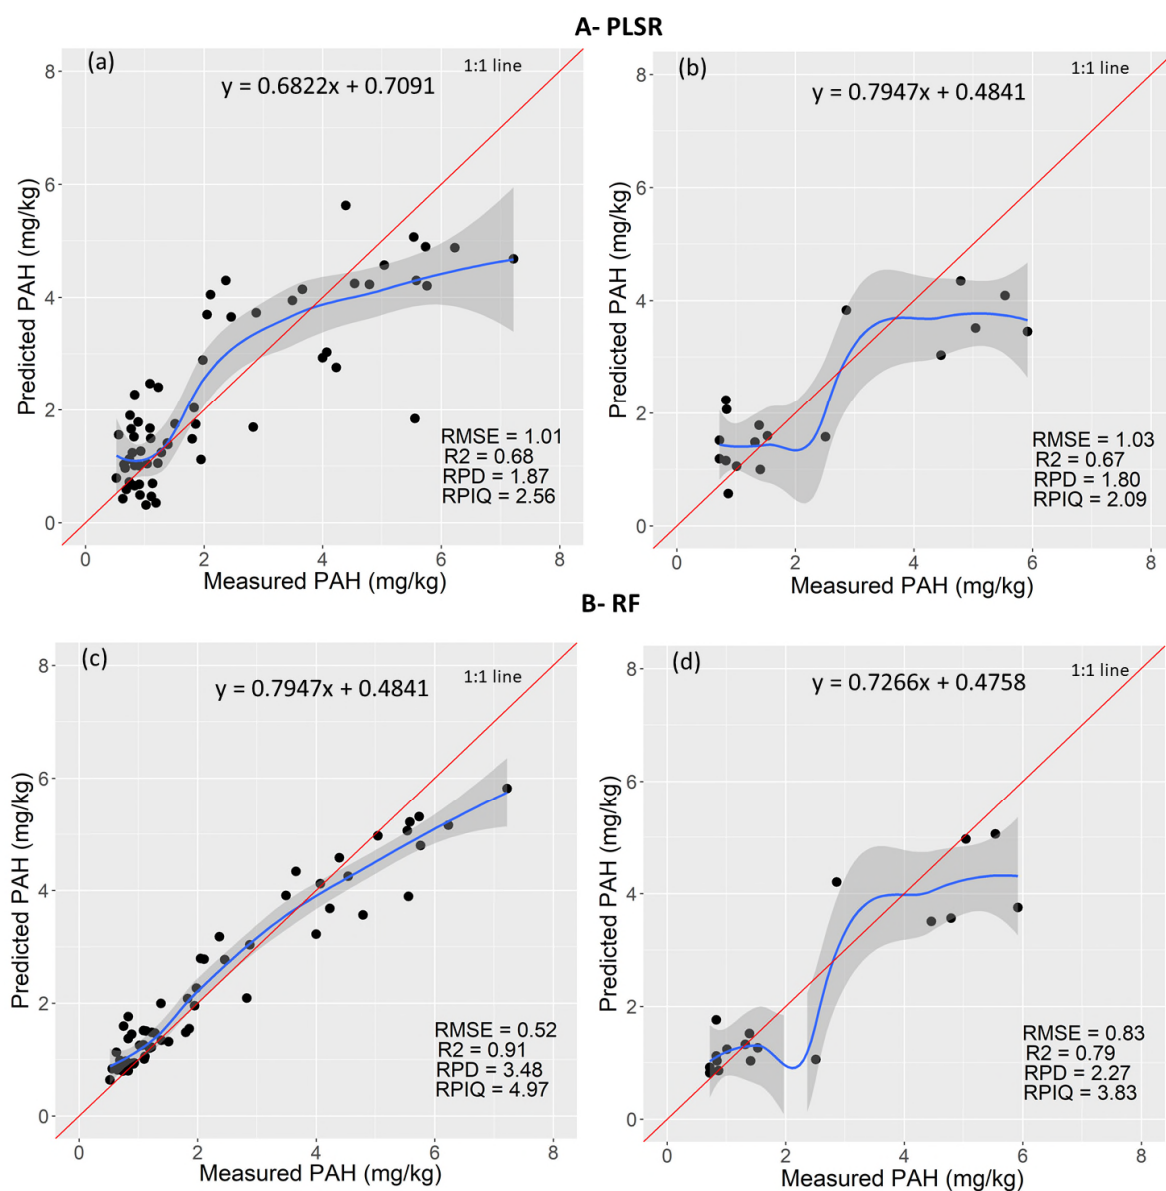 A- PLSR
(a)
1:1 line
y = 0.6822x + 0.7091
Predicted PAH (mg/kg)
8
6
4
2
0
RMSE = 1.01
R2 = 0.68
RPD = 1.87
RPIQ = 2.56
0 2 4 6 8
Measured PAH (mg/kg)
(b)
1:1 line
y = 0.7947x + 0.4841
Predicted PAH (mg/kg)
8
6
4
2
0
RMSE = 1.03
R2 = 0.67
RPD = 1.80
RPIQ = 2.09
0 2 4 6 8
Measured PAH (mg/kg)
B- RF
(c)
1:1 line
y = 0.7947x + 0.4841
Predicted PAH (mg/kg)
8
6
4
2
0
RMSE = 0.52
R2 = 0.91
RPD = 3.48
RPIQ = 4.97
0 2 4 6 8
Measured PAH (mg/kg)
(d)
1:1 line
y = 0.7266x + 0.4758
Predicted PAH (mg/kg)
8
6
4
2
0
RMSE = 0.83
R2 = 0.79
RPD = 2.27
RPIQ = 3.83
0 2 4 6 8
Measured PAH (mg/kg)